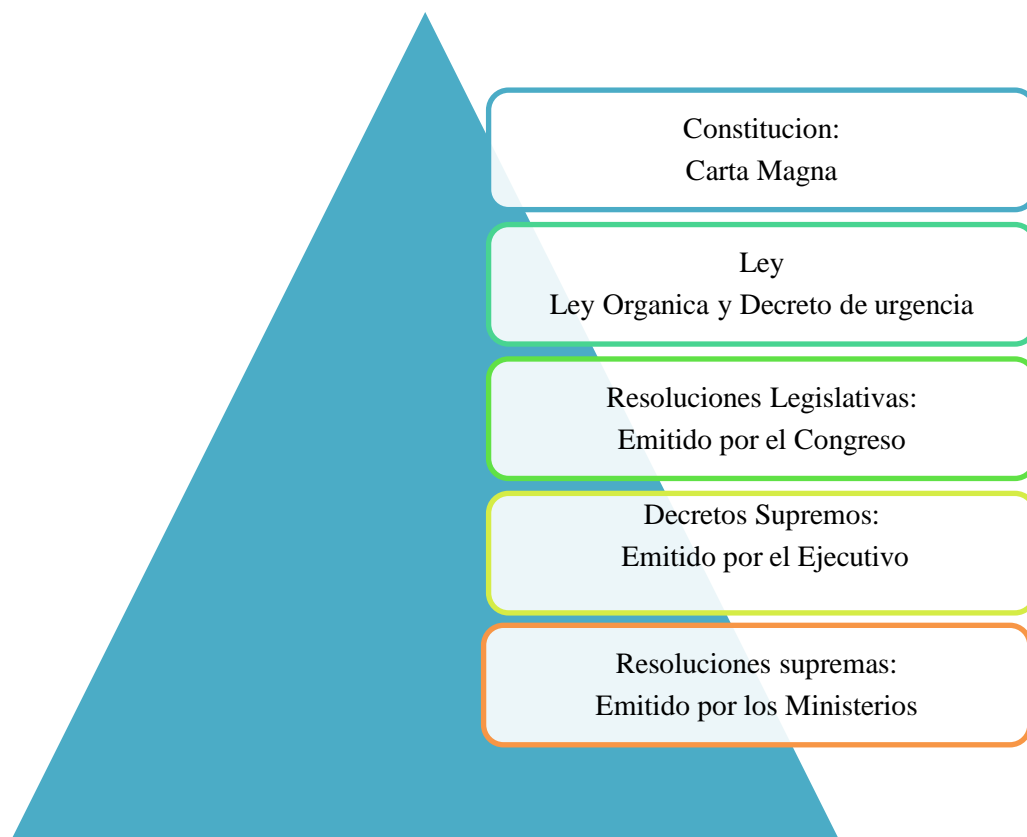 Constitucion:
Carta Magna
Ley
Ley Organica y Decreto de urgencia
Resoluciones Legislativas:
Emitido por el Congreso
Decretos Supremos:
Emitido por el Ejecutivo
Resoluciones supremas:
Emitido por los Ministerios